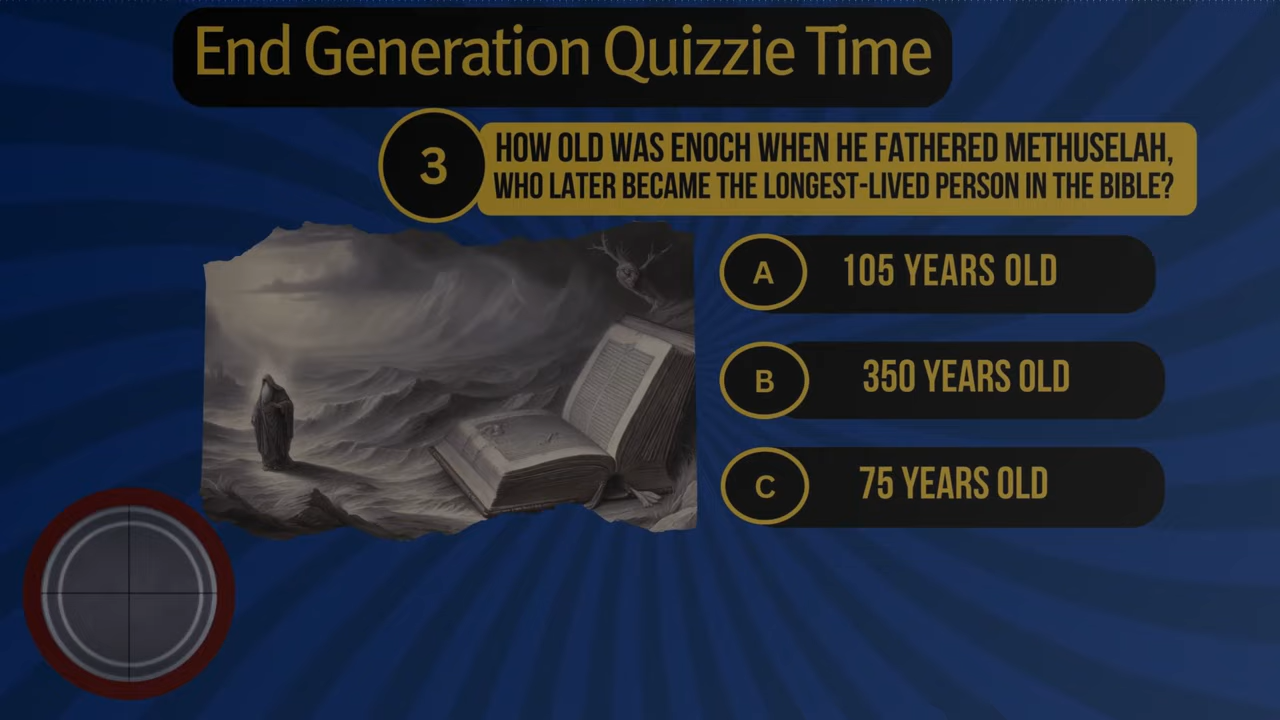 End Generation Quizzie Time
3
HOW OLD WAS ENOCH WHEN HE FATHERED METHUSELAH,
WHO LATER BECAME THE LONGEST-LIVED PERSON IN THE BIBLE?
A 105 YEARS OLD
B 350 YEARS OLD
C 75 YEARS OLD